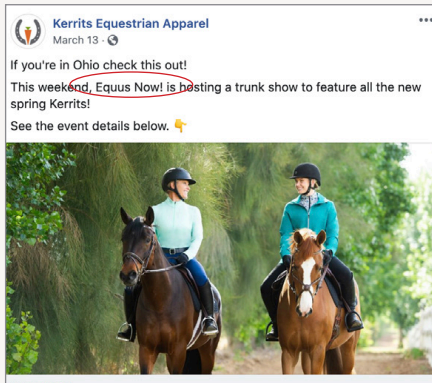 Kerrits Equestrian Apparel
March 13 ·
If you're in Ohio check this out!
This weekend, Equus Now! is hosting a trunk show to feature all the new
spring Kerrits!
See the event details below. 👇